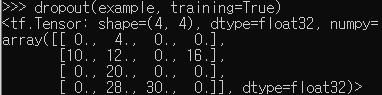 >>> dropout(example, training=True)
<tf.Tensor: shape=(4, 4), dtype=float32, numpy=
array([[ 0.,  4.,  0.,  0.],
       [10., 12.,  0., 16.],
       [ 0., 20.,  0.,  0.],
       [ 0., 28., 30.,  0.]], dtype=float32)>